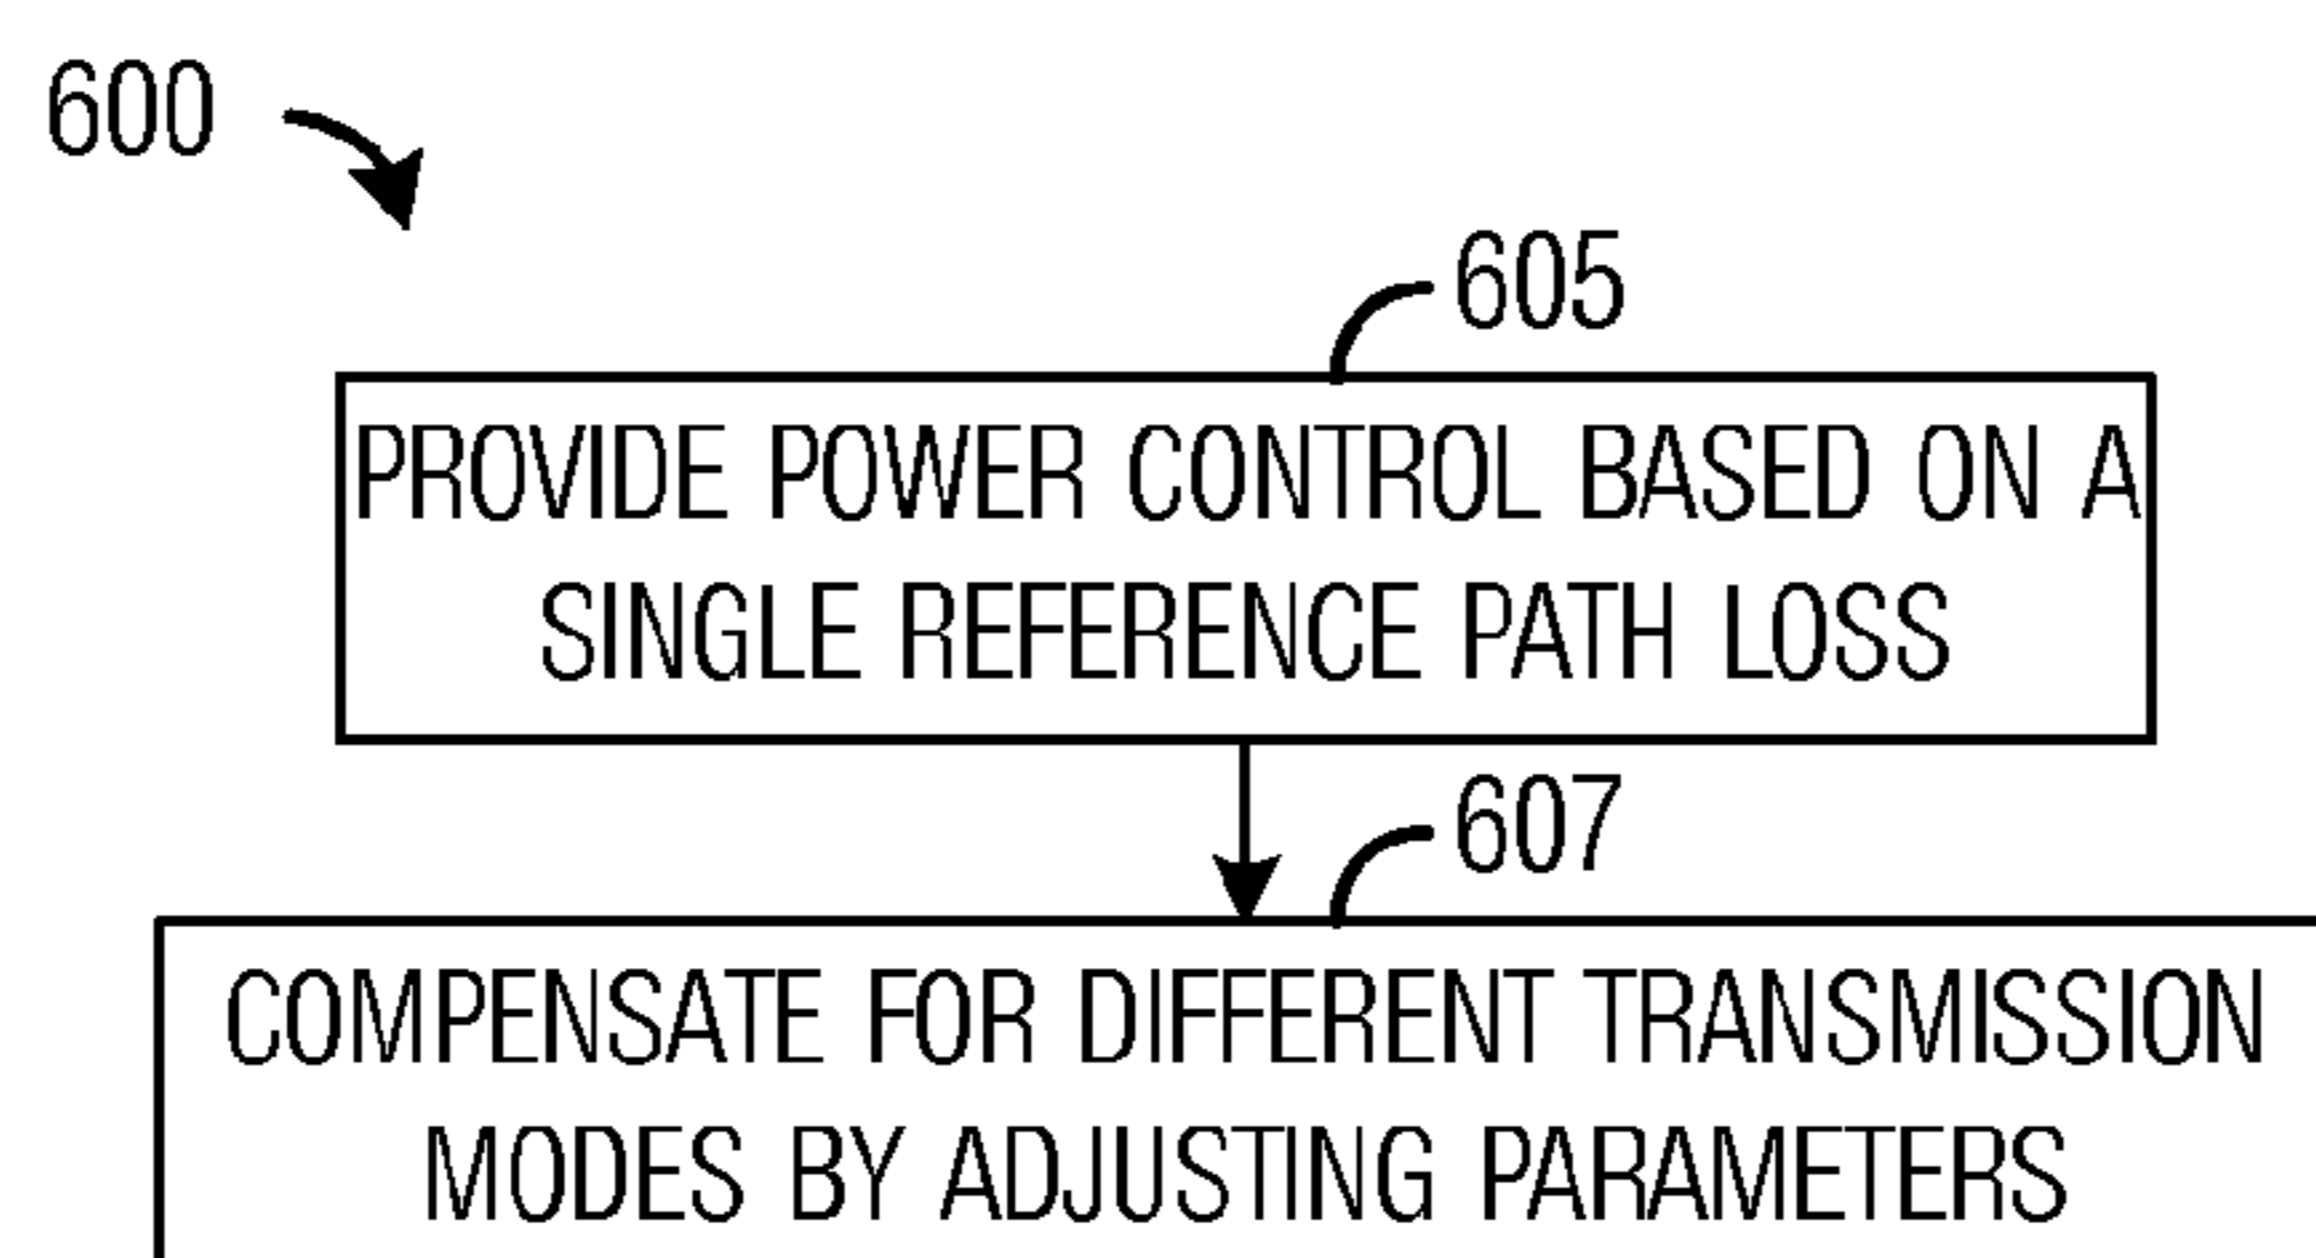 600
605
PROVIDE POWER CONTROL BASED ON A
SINGLE REFERENCE PATH LOSS
607
COMPENSATE FOR DIFFERENT TRANSMISSION
MODES BY ADJUSTING PARAMETERS